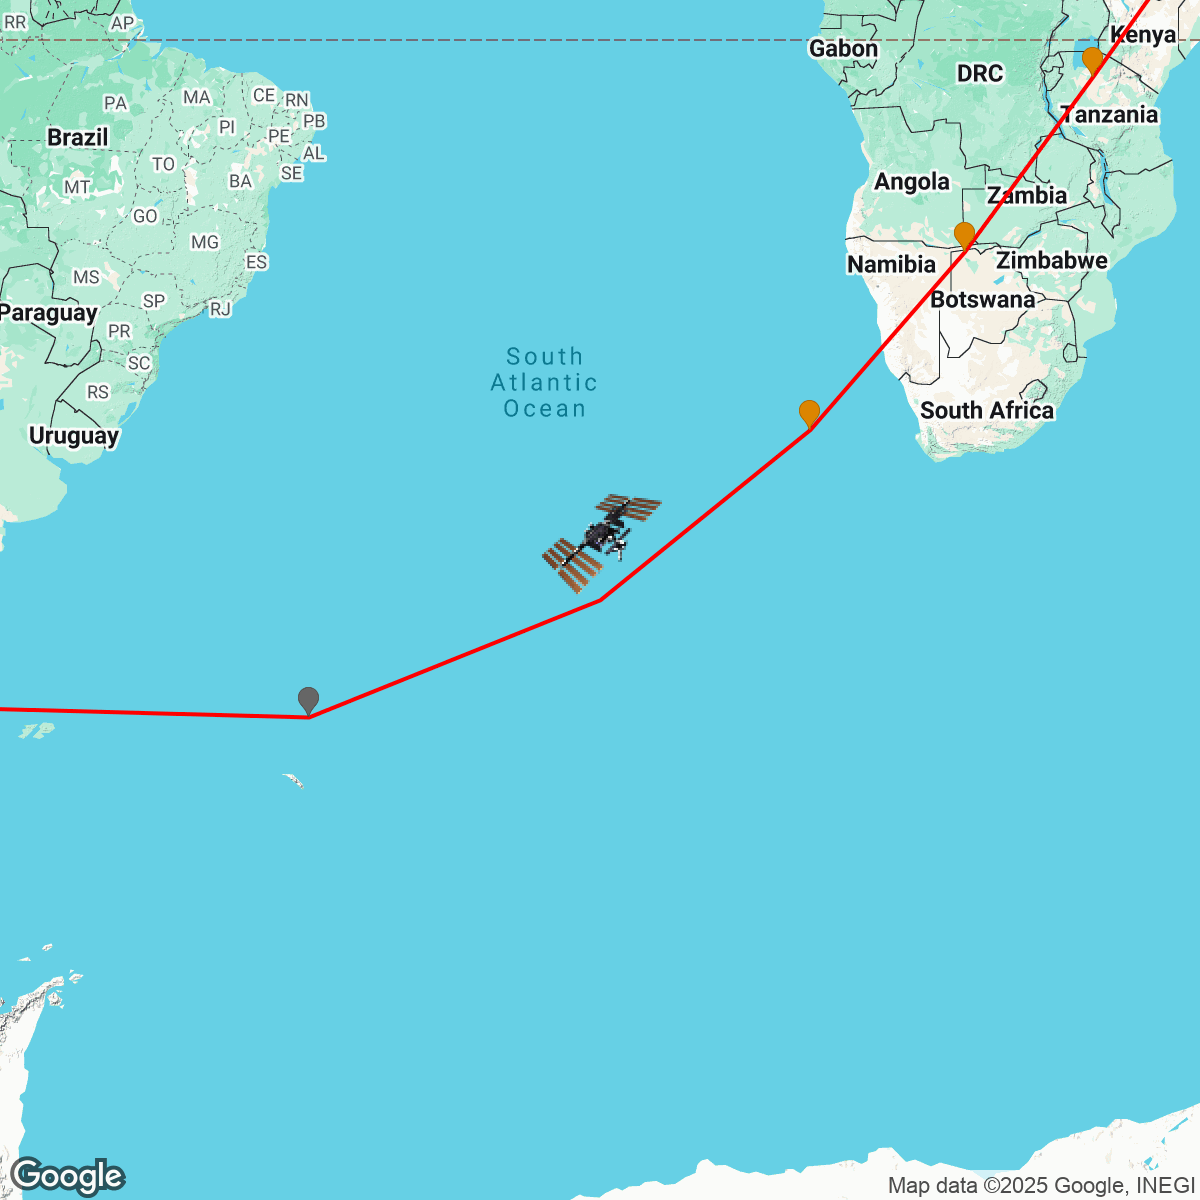 RR
AP
Gabon
Kenya
DRC
PA
MA
CE
RN
PB
Tanzania
PI
PE
Brazil
AL
TO
SE
MT
BA
Angola
Zambia
GO
MG
ES
Zimbabwe
Namibia
MS
SP
RJ
Botswana
Paraguay
PR
South
Atlantic
Ocean
SC
RS
Uruguay
South Africa
Google
Map data ©2025 Google, INEGI